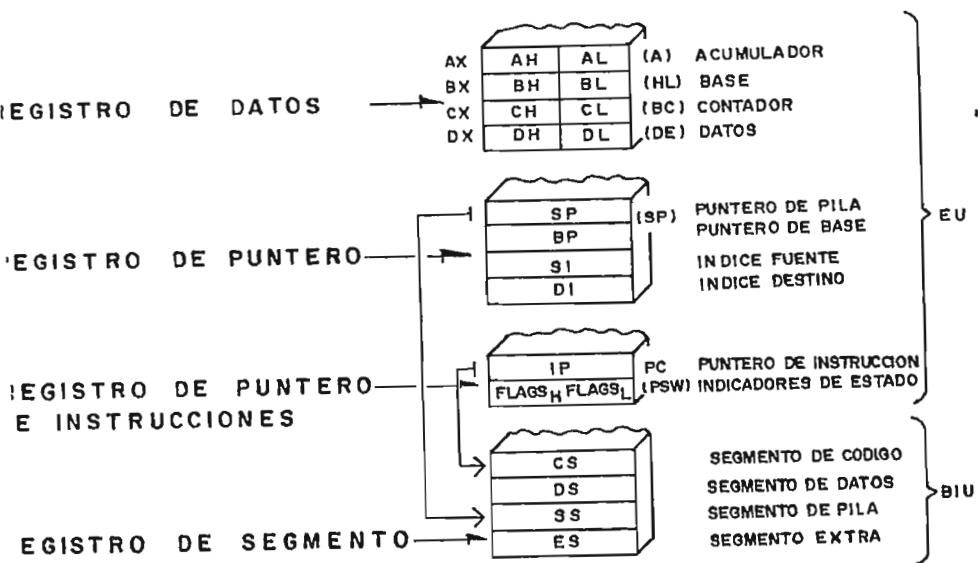 AX AH AL (A) ACUMULADOR
BX BH BL (HL) BASE
EGISTRO DE DATOS CX CH CL (BC) CONTADOR
DX DH DL (DE) DATOS
SP (SP) PUNTERO DE PILA
BP PUNTERO DE BASE
EU
EGISTRO DE PUNTERO SI INDICE FUENTE
DI INDICE DESTINO
IP PC PUNTERO DE INSTRUCCION
EGISTRO DE PUNTERO FLAGSH FLAGSL (PSW) INDICADORES DE ESTADO
E INSTRUCCIONES
CS SEGMENTO DE CODIGO
DS SEGMENTO DE DATOS
BIU
SS SEGMENTO DE PILA
EGISTRO DE SEGMENTO ES SEGMENTO EXTRA